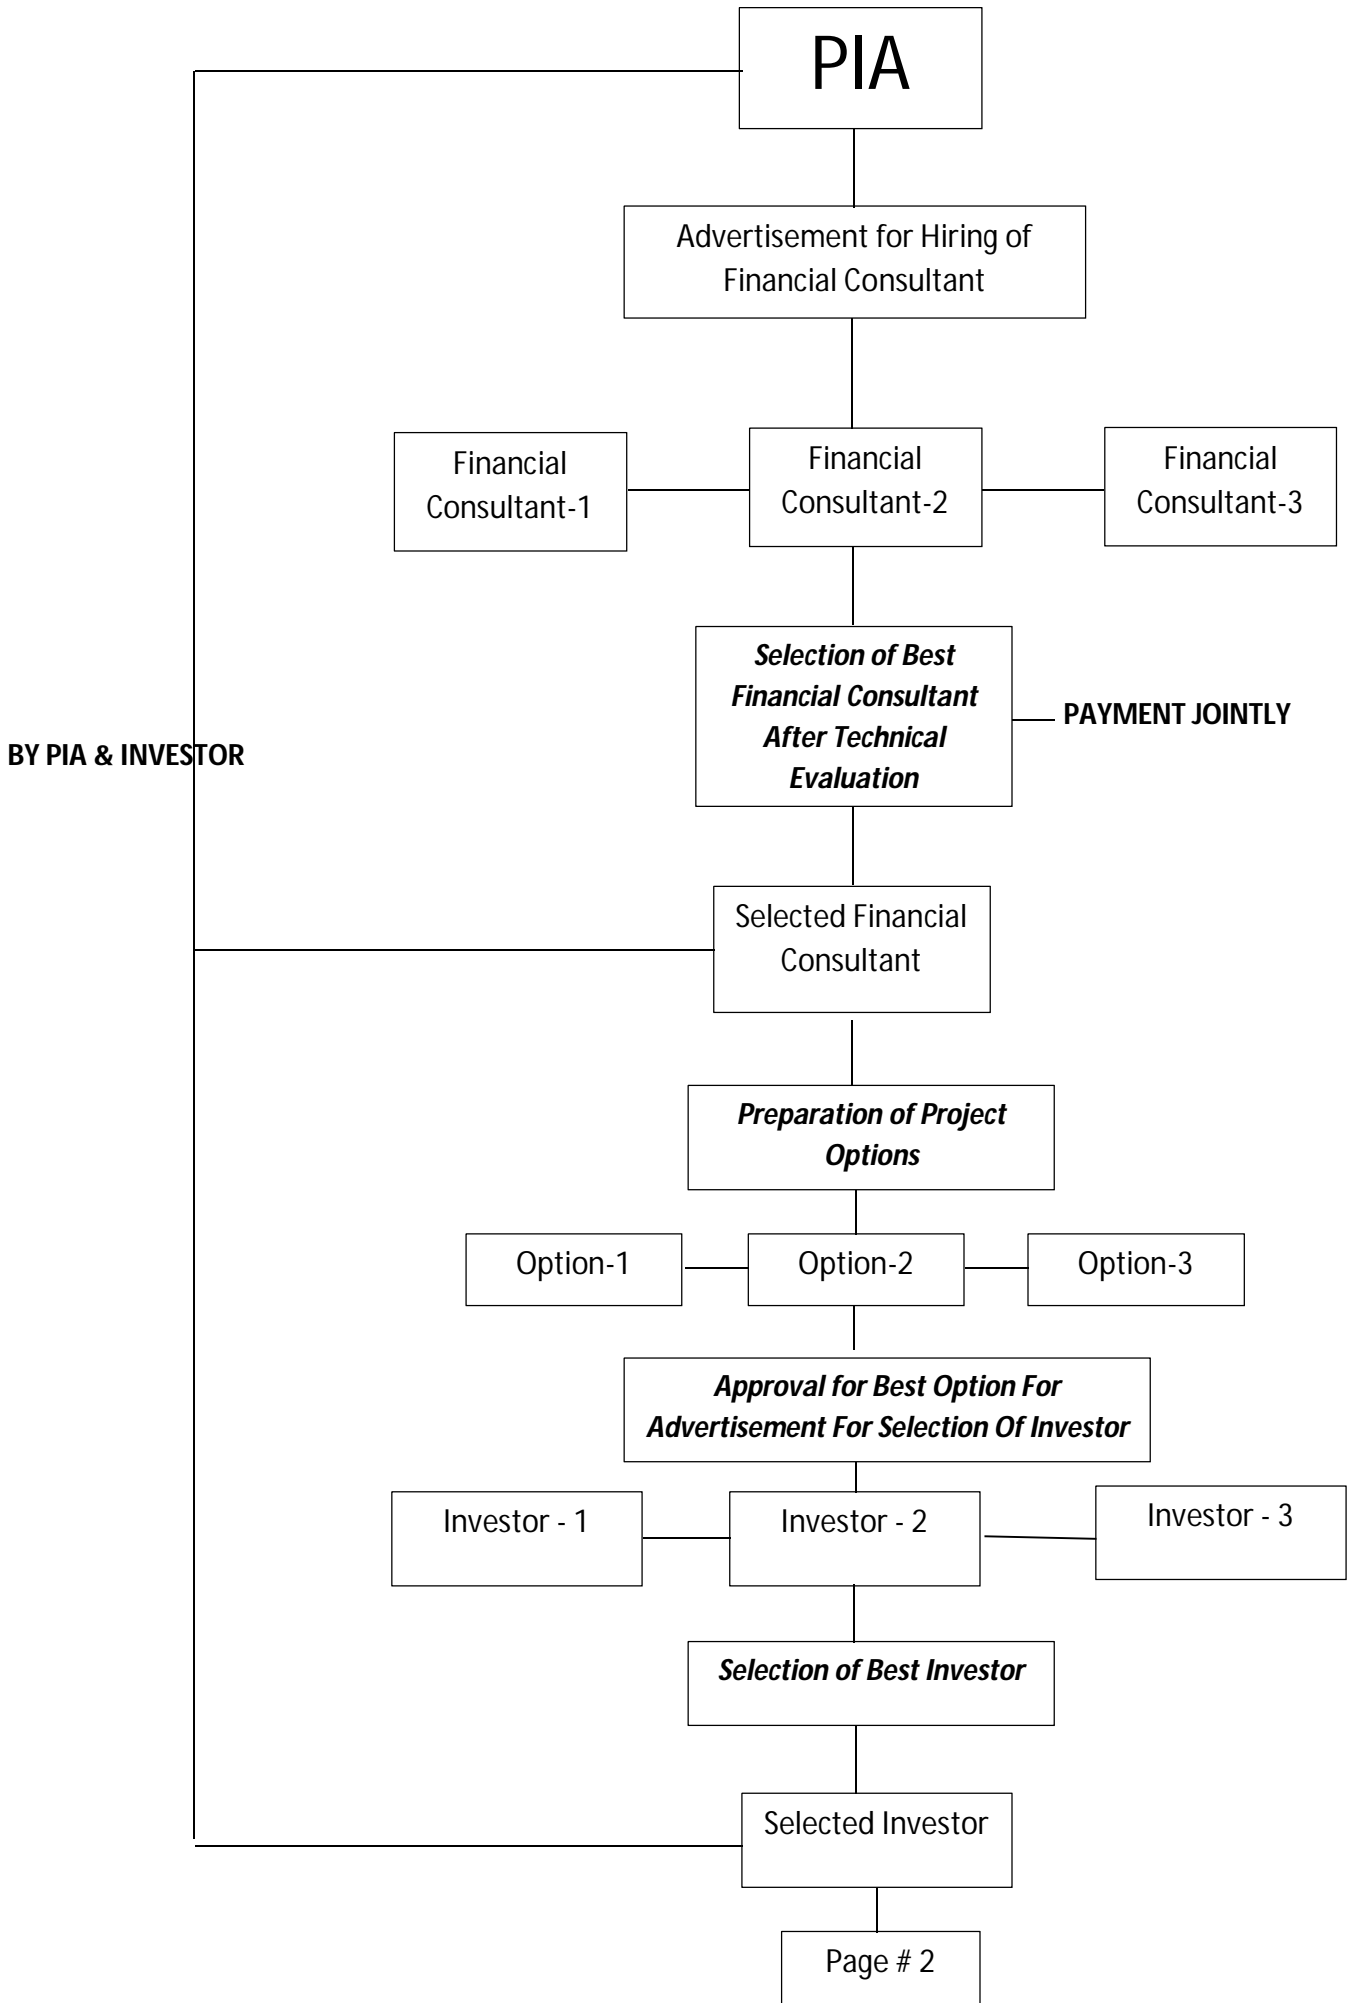 PIA
Advertisement for Hiring of
Financial Consultant
Financial
Consultant-1
Financial
Consultant-2
Financial
Consultant-3
Selection of Best
Financial Consultant
After Technical
Evaluation
PAYMENT JOINTLY
BY PIA & INVESTOR
Selected Financial
Consultant
Preparation of Project
Options
Option-1
Option-2
Option-3
Approval for Best Option For
Advertisement For Selection Of Investor
Investor - 1
Investor - 2
Investor - 3
Selection of Best Investor
Selected Investor
Page # 2